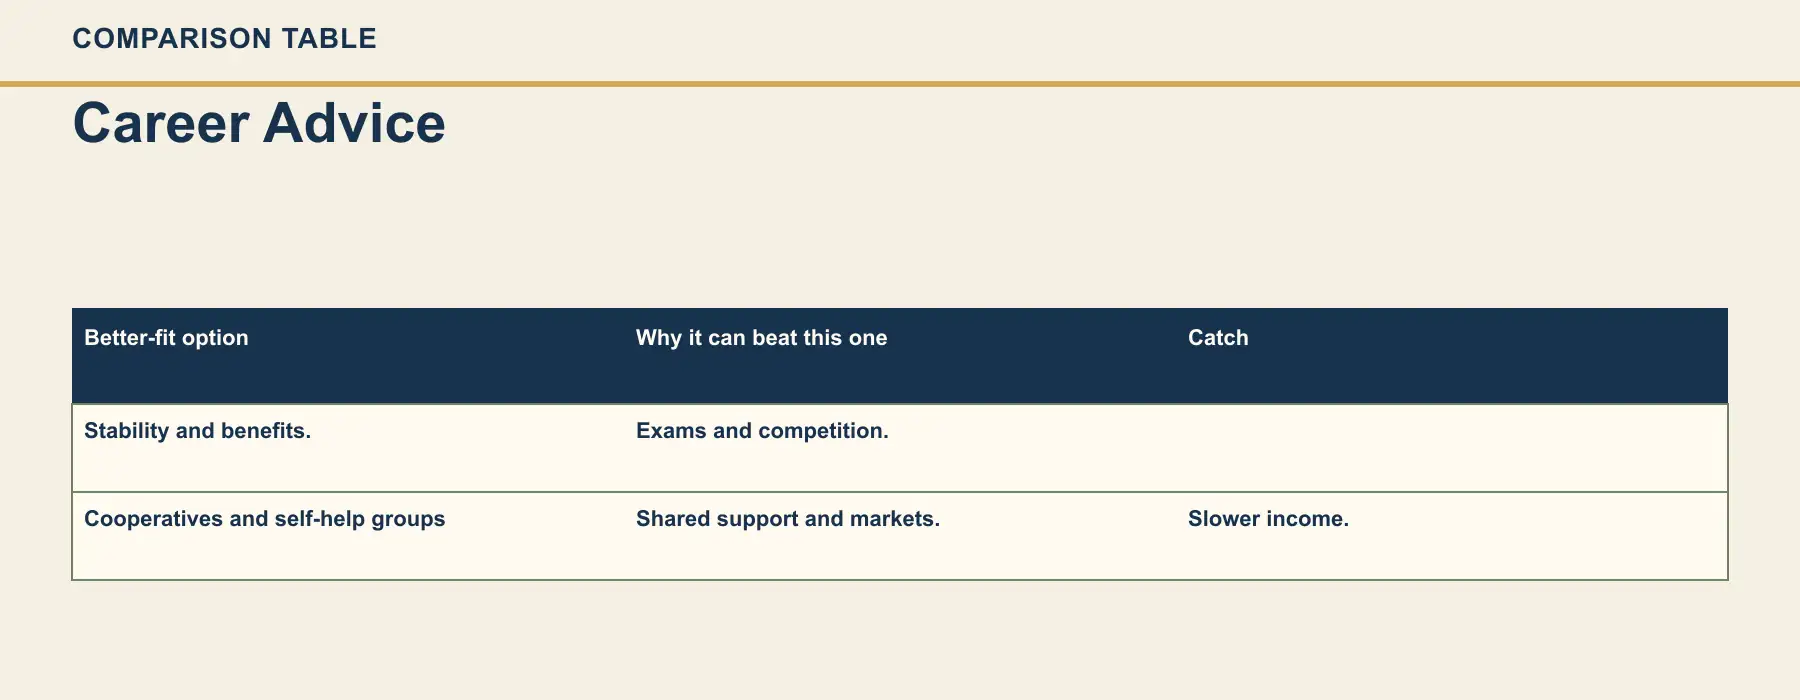 COMPARISON TABLE
Career Advice
Better-fit option Why it can beat this one Catch
Stability and benefits. Exams and competition.
Cooperatives and self-help groups Shared support and markets. Slower income.